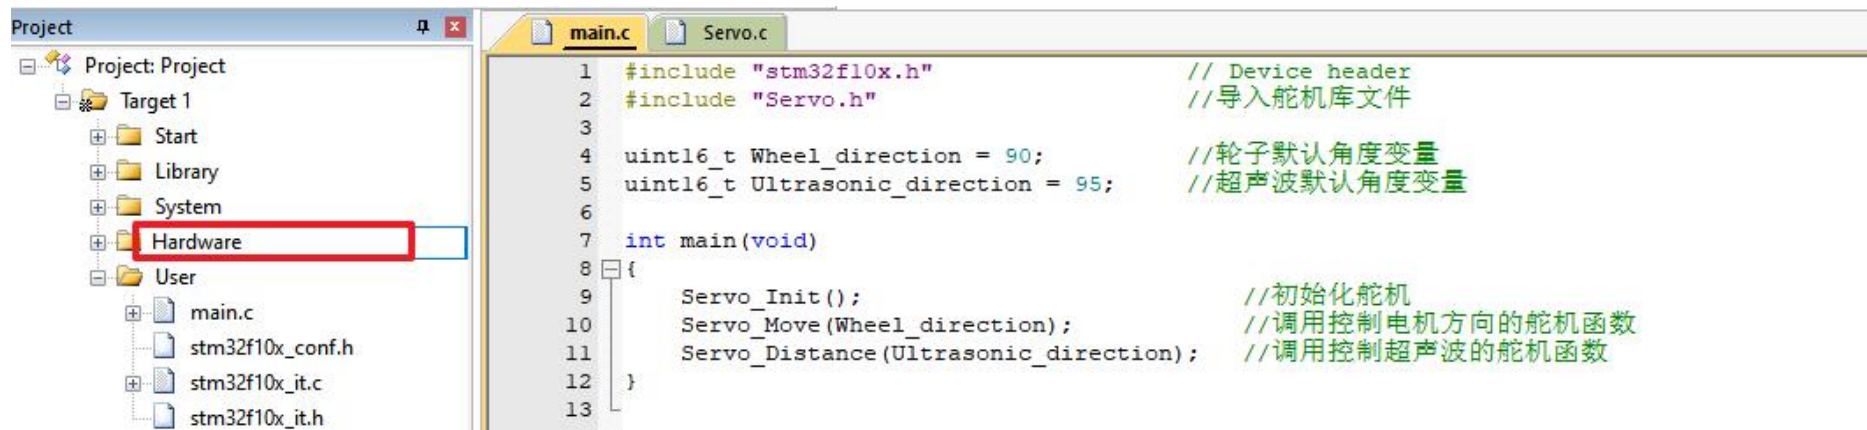 Project
Project: Project
Target 1
Start
Library
System
Hardware
User
main.c
stm32f10x_conf.h
stm32f10x_it.c
stm32f10x_it.h
main.c Servo.c
1 #include "stm32f10x.h" // Device header
2 #include "Servo.h" //导入舵机库文件
3
4 uint16_t Wheel_direction = 90; //轮子默认角度变量
5 uint16_t Ultrasonic_direction = 95; //超声波默认角度变量
6
7 int main(void)
8 {
9 Servo_Init(); //初始化舵机
10 Servo_Move(Wheel_direction); //调用控制电机方向的舵机函数
11 Servo_Distance(Ultrasonic_direction); //调用控制超声波的舵机函数
12 }
13